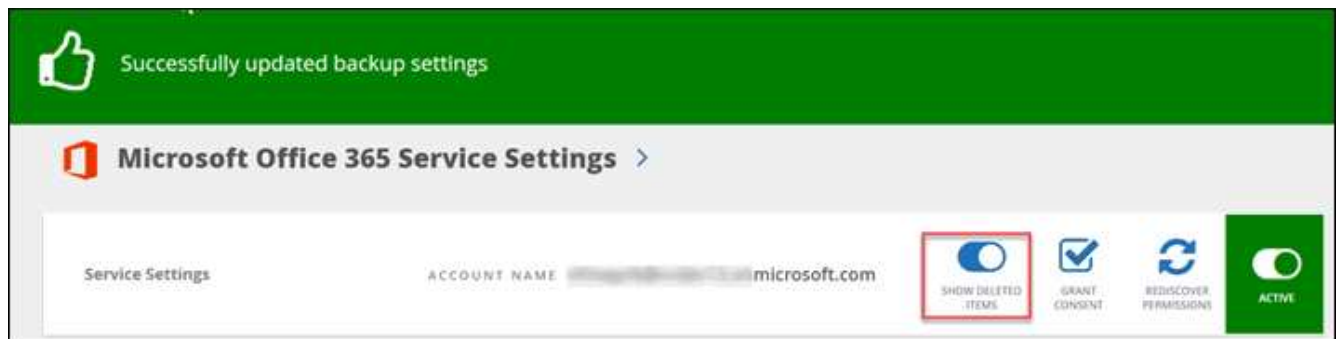 Successfully updated backup settings
Microsoft Office 365 Service Settings >
Service Settings
ACCOUNT NAME microsoft.com
SHOW DELETED
ITEMS
GRANT
CONSENT
REDISCOVER
PERMISSIONS
ACTIVE